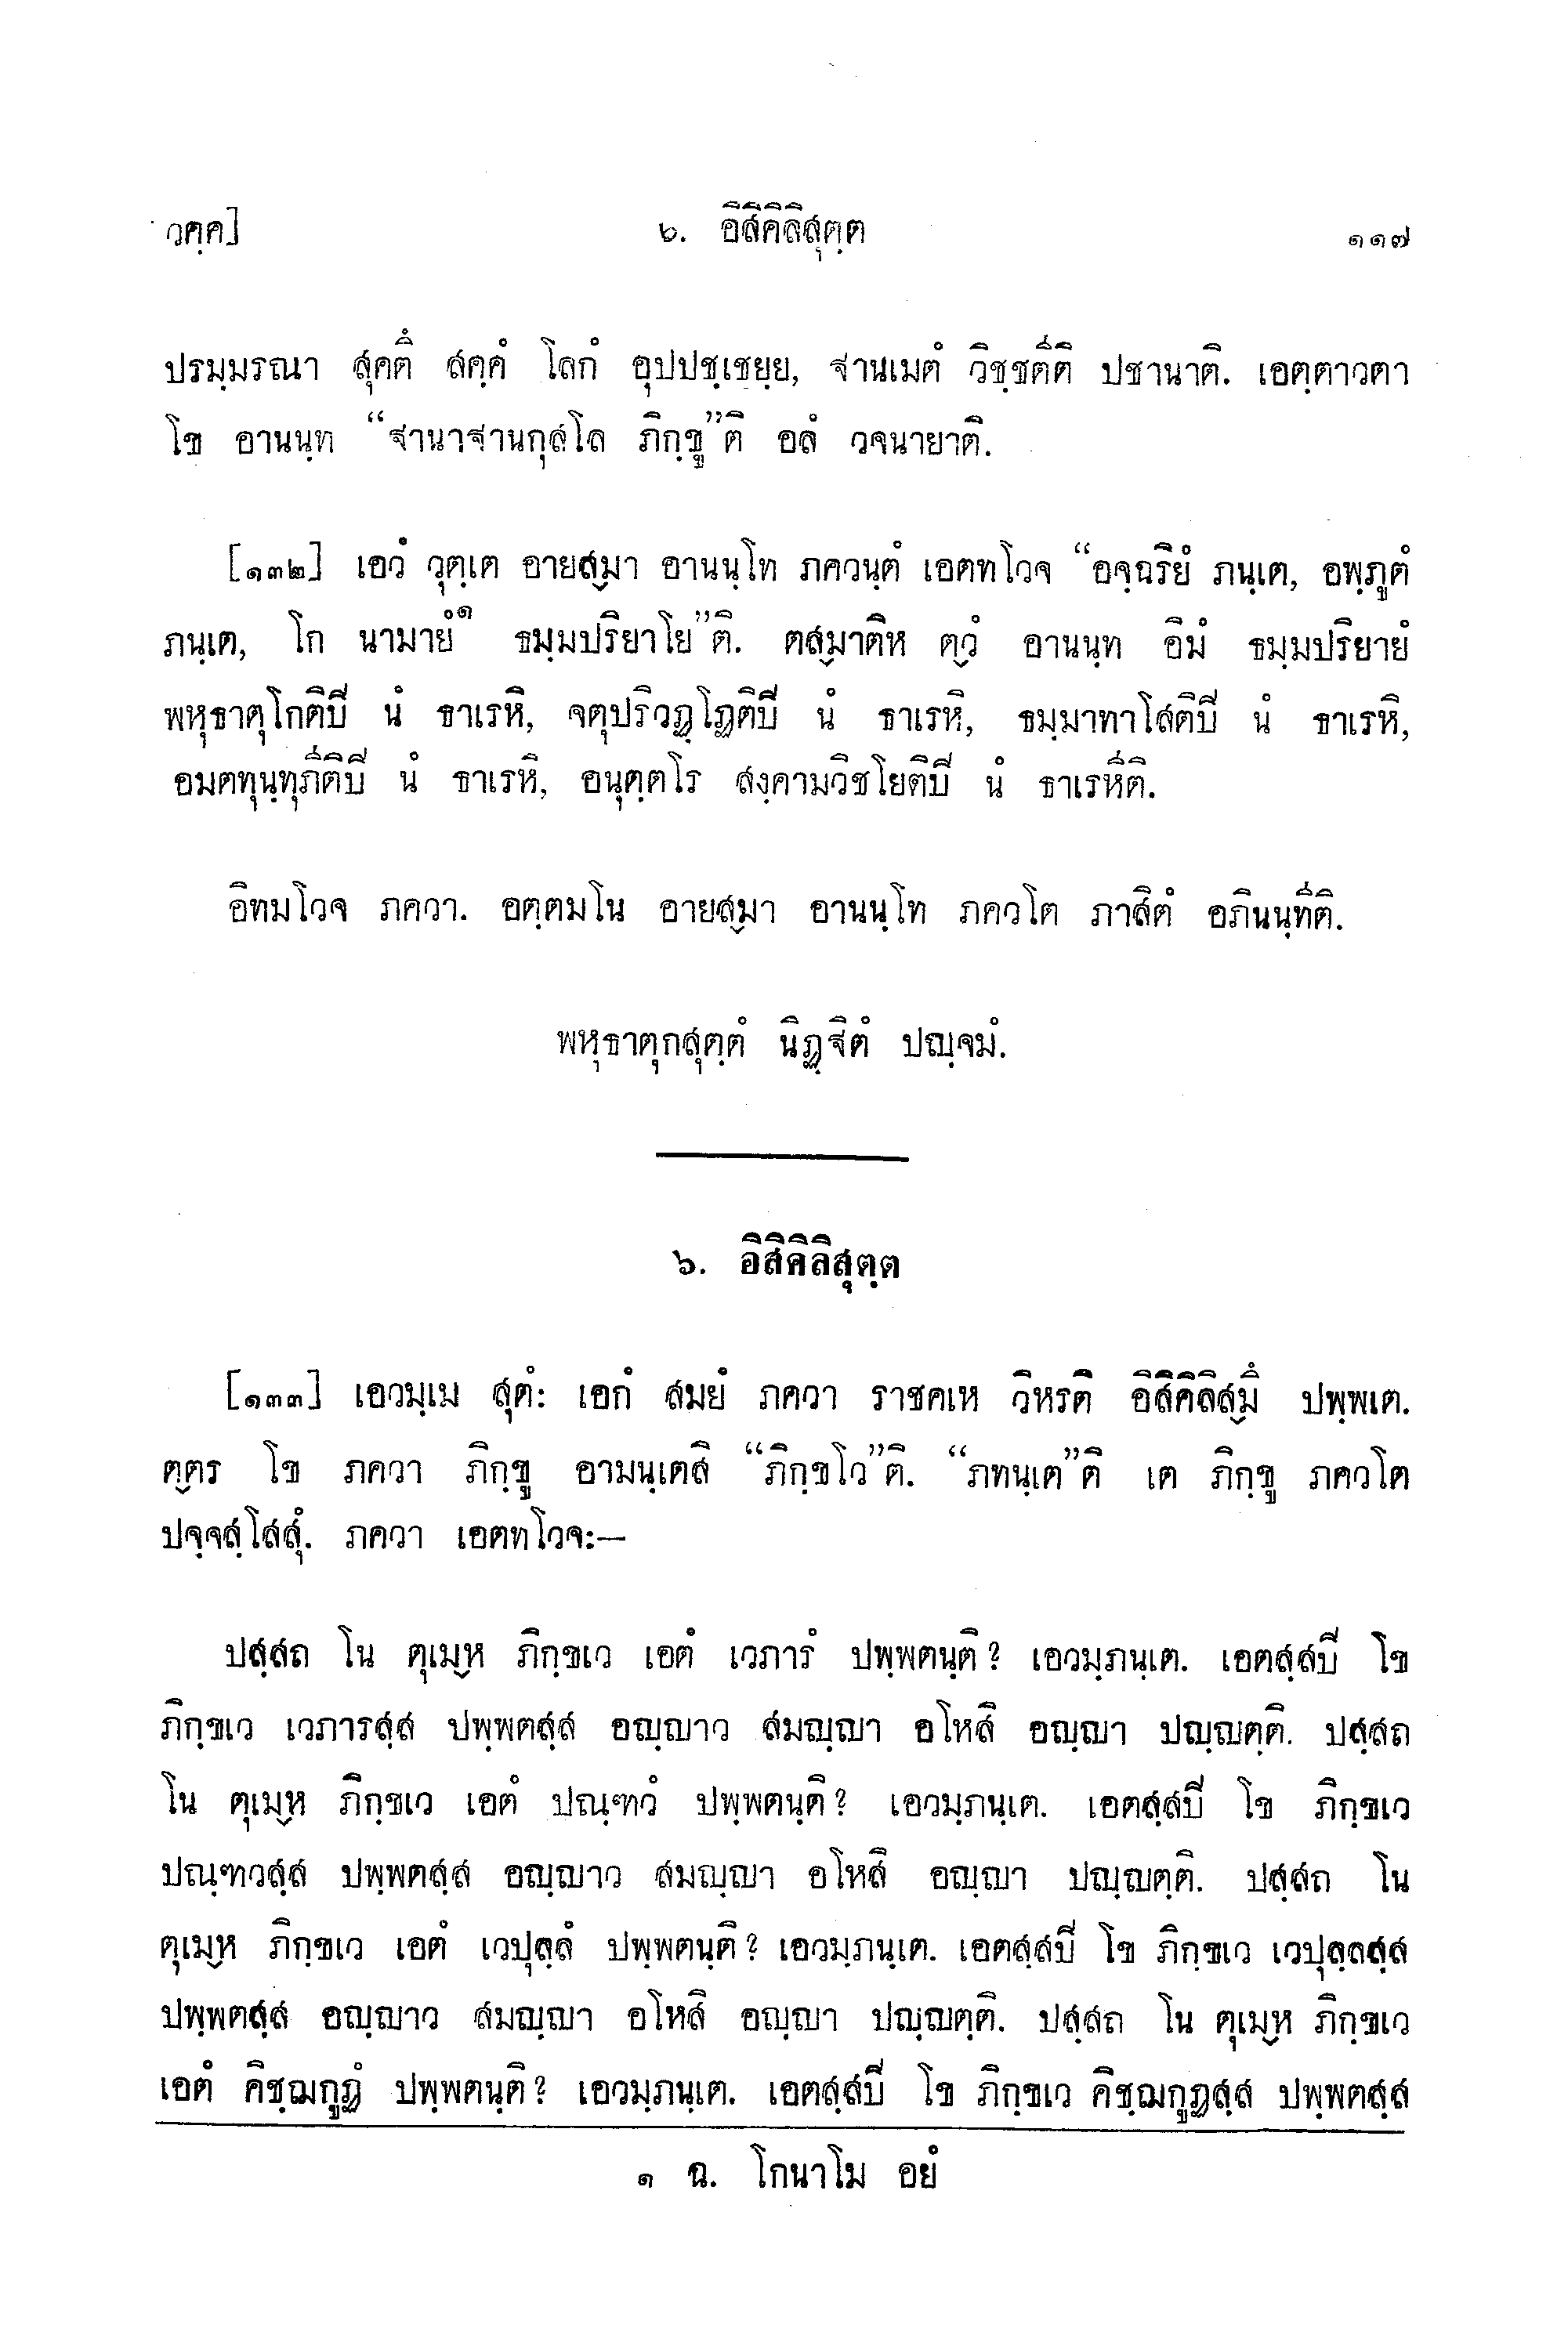 วคฺค] ๖. อิสิคิลิสุตฺต ๑๑๗
ปรมฺมรณา สุคตึ สคฺคํ โลกํ อุปปชฺเชยฺย, ฐานเมตํ วิชฺชตีติ ปชานาติ. เอตฺตาวตา
โข อานนฺท “ฐานาฐานกุสโล ภิกฺขู”ติ อลํ วจนายาติ.
[๑๓๒] เอวํ วุตฺเต อายสฺมา อานนฺโท ภควนฺตํ เอตทโวจ “อจฺฉริยํ ภนฺเต, อพฺภูตํ
ภนฺเต, โก นามายํ๑ ธมฺมปริยาโย”ติ. ตสฺมาติห ตฺวํ อานนฺท อิมํ ธมฺมปริยายํ
พหุธาตุโกติปิ นํ ธาเรหิ, จตุปริวฏฺโฏติปิ นํ ธาเรหิ, ธมฺมาทาโสติปิ นํ ธาเรหิ,
อมตทุนฺทุภีติปิ นํ ธาเรหิ, อนุตฺตโร สงฺคามวิชโยติปิ นํ ธาเรหีติ.
อิทมโวจ ภควา. อตฺตมโน อายสฺมา อานนฺโท ภควโต ภาสิตํ อภินนฺทีติ.
พหุธาตุกสุตฺตํ นิฏฺฐิตํ ปญฺจมํ.
๖. อิสิคิลิสุตฺต
[๑๓๓] เอวมฺเม สุตํ: เอกํ สมยํ ภควา ราชคเห วิหรติ อิสิคิลิสฺมึ ปพฺพเต.
ตฺตร โข ภควา ภิกฺขู อามนฺเตสิ “ภิกฺขโว”ติ. “ภทนฺเต”ติ เต ภิกฺขู ภควโต
ปจฺจสฺโสสุํ. ภควา เอตทโวจ:—
ปสฺสถ โน ตุเมฺห ภิกฺขเว เอตํ เวภารํ ปพฺพตนฺติ? เอวมฺภนฺเต. เอตสฺสปิ โข
ภิกฺขเว เวภารสฺส ปพฺพตสฺส อญฺญาว สมญฺญา อโหสิ อญฺญา ปญฺญตฺติ. ปสฺสถ
โน ตุเมฺห ภิกฺขเว เอตํ ปณฺฑวํ ปพฺพตนฺติ? เอวมฺภนฺเต. เอตสฺสปิ โข ภิกฺขเว
ปณฺฑวสฺส ปพฺพตสฺส อญฺญาว สมญฺญา อโหสิ อญฺญา ปญฺญตฺติ. ปสฺสถ โน
ตุเมฺห ภิกฺขเว เอตํ เวปุลฺลํ ปพฺพตนฺติ? เอวมฺภนฺเต. เอตสฺสปิ โข ภิกฺขเว เวปุลฺลสฺส
ปพฺพตสฺส อญฺญาว สมญฺญา อโหสิ อญฺญา ปญฺญตฺติ. ปสฺสถ โน ตุเมฺห ภิกฺขเว
เอตํ คิชฺฌกูฏํ ปพฺพตนฺติ? เอวมฺภนฺเต. เอตสฺสปิ โข ภิกฺขเว คิชฺฌกูฏสฺส ปพฺพตสฺส
๑ ฉ. โกนาโม อยํ